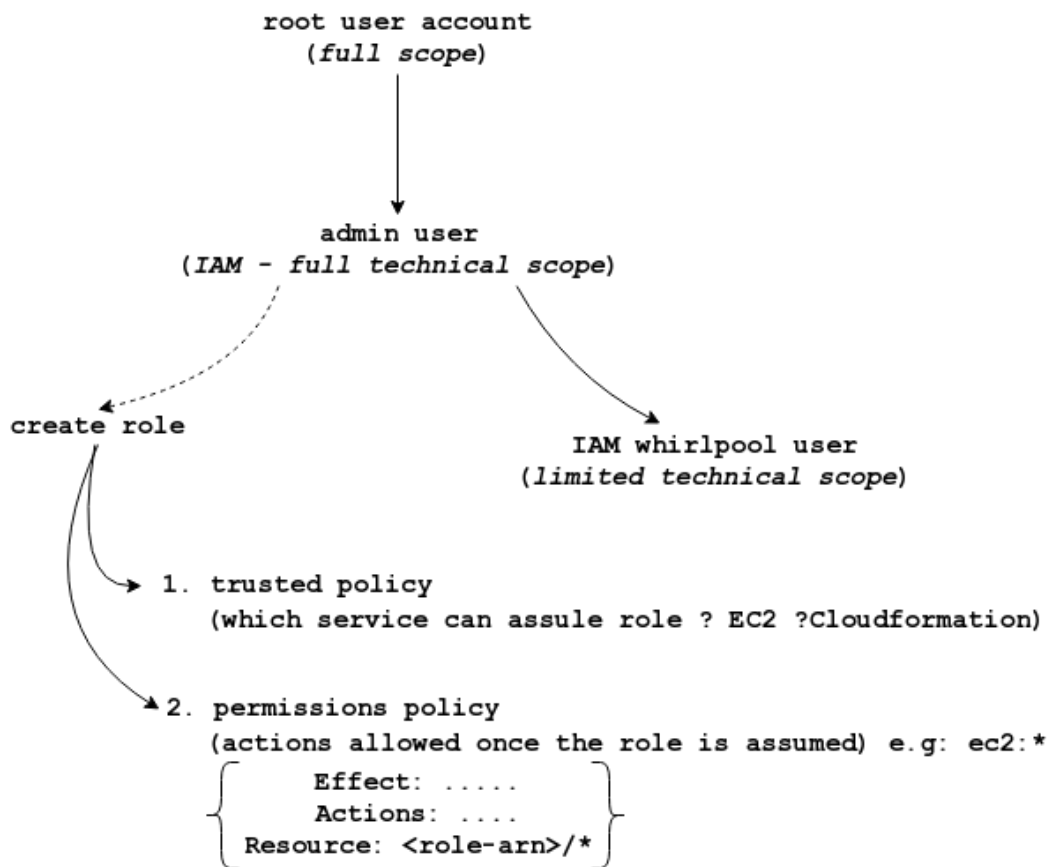 root user account
(full scope)
admin user
(IAM - full technical scope)
create role
IAM whirlpool user
(limited technical scope)
1. trusted policy
(which service can assule role ? EC2 ?Cloudformation)
2. permissions policy
(actions allowed once the role is assumed) e.g: ec2:*
Effect: .....
Actions: ....
Resource: <role-arn>/*